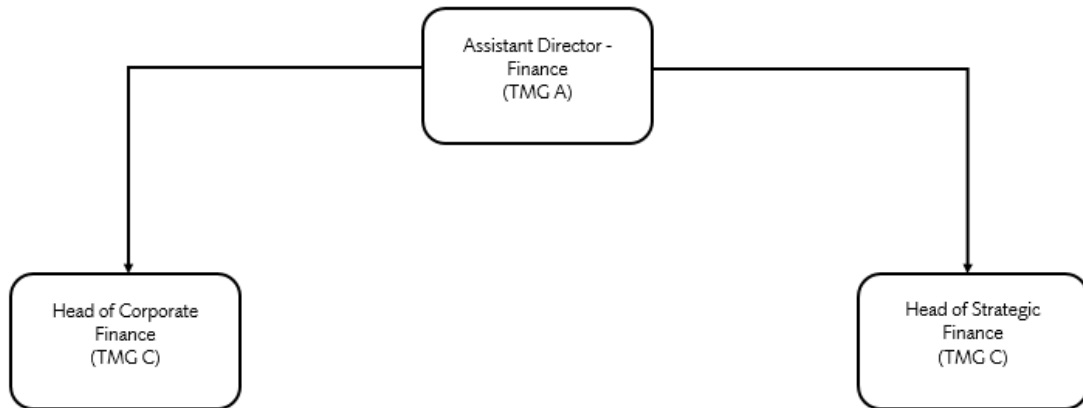 Assistant Director -
Finance
(TMG A)
Head of Corporate
Finance
(TMG C)
Head of Strategic
Finance
(TMG C)